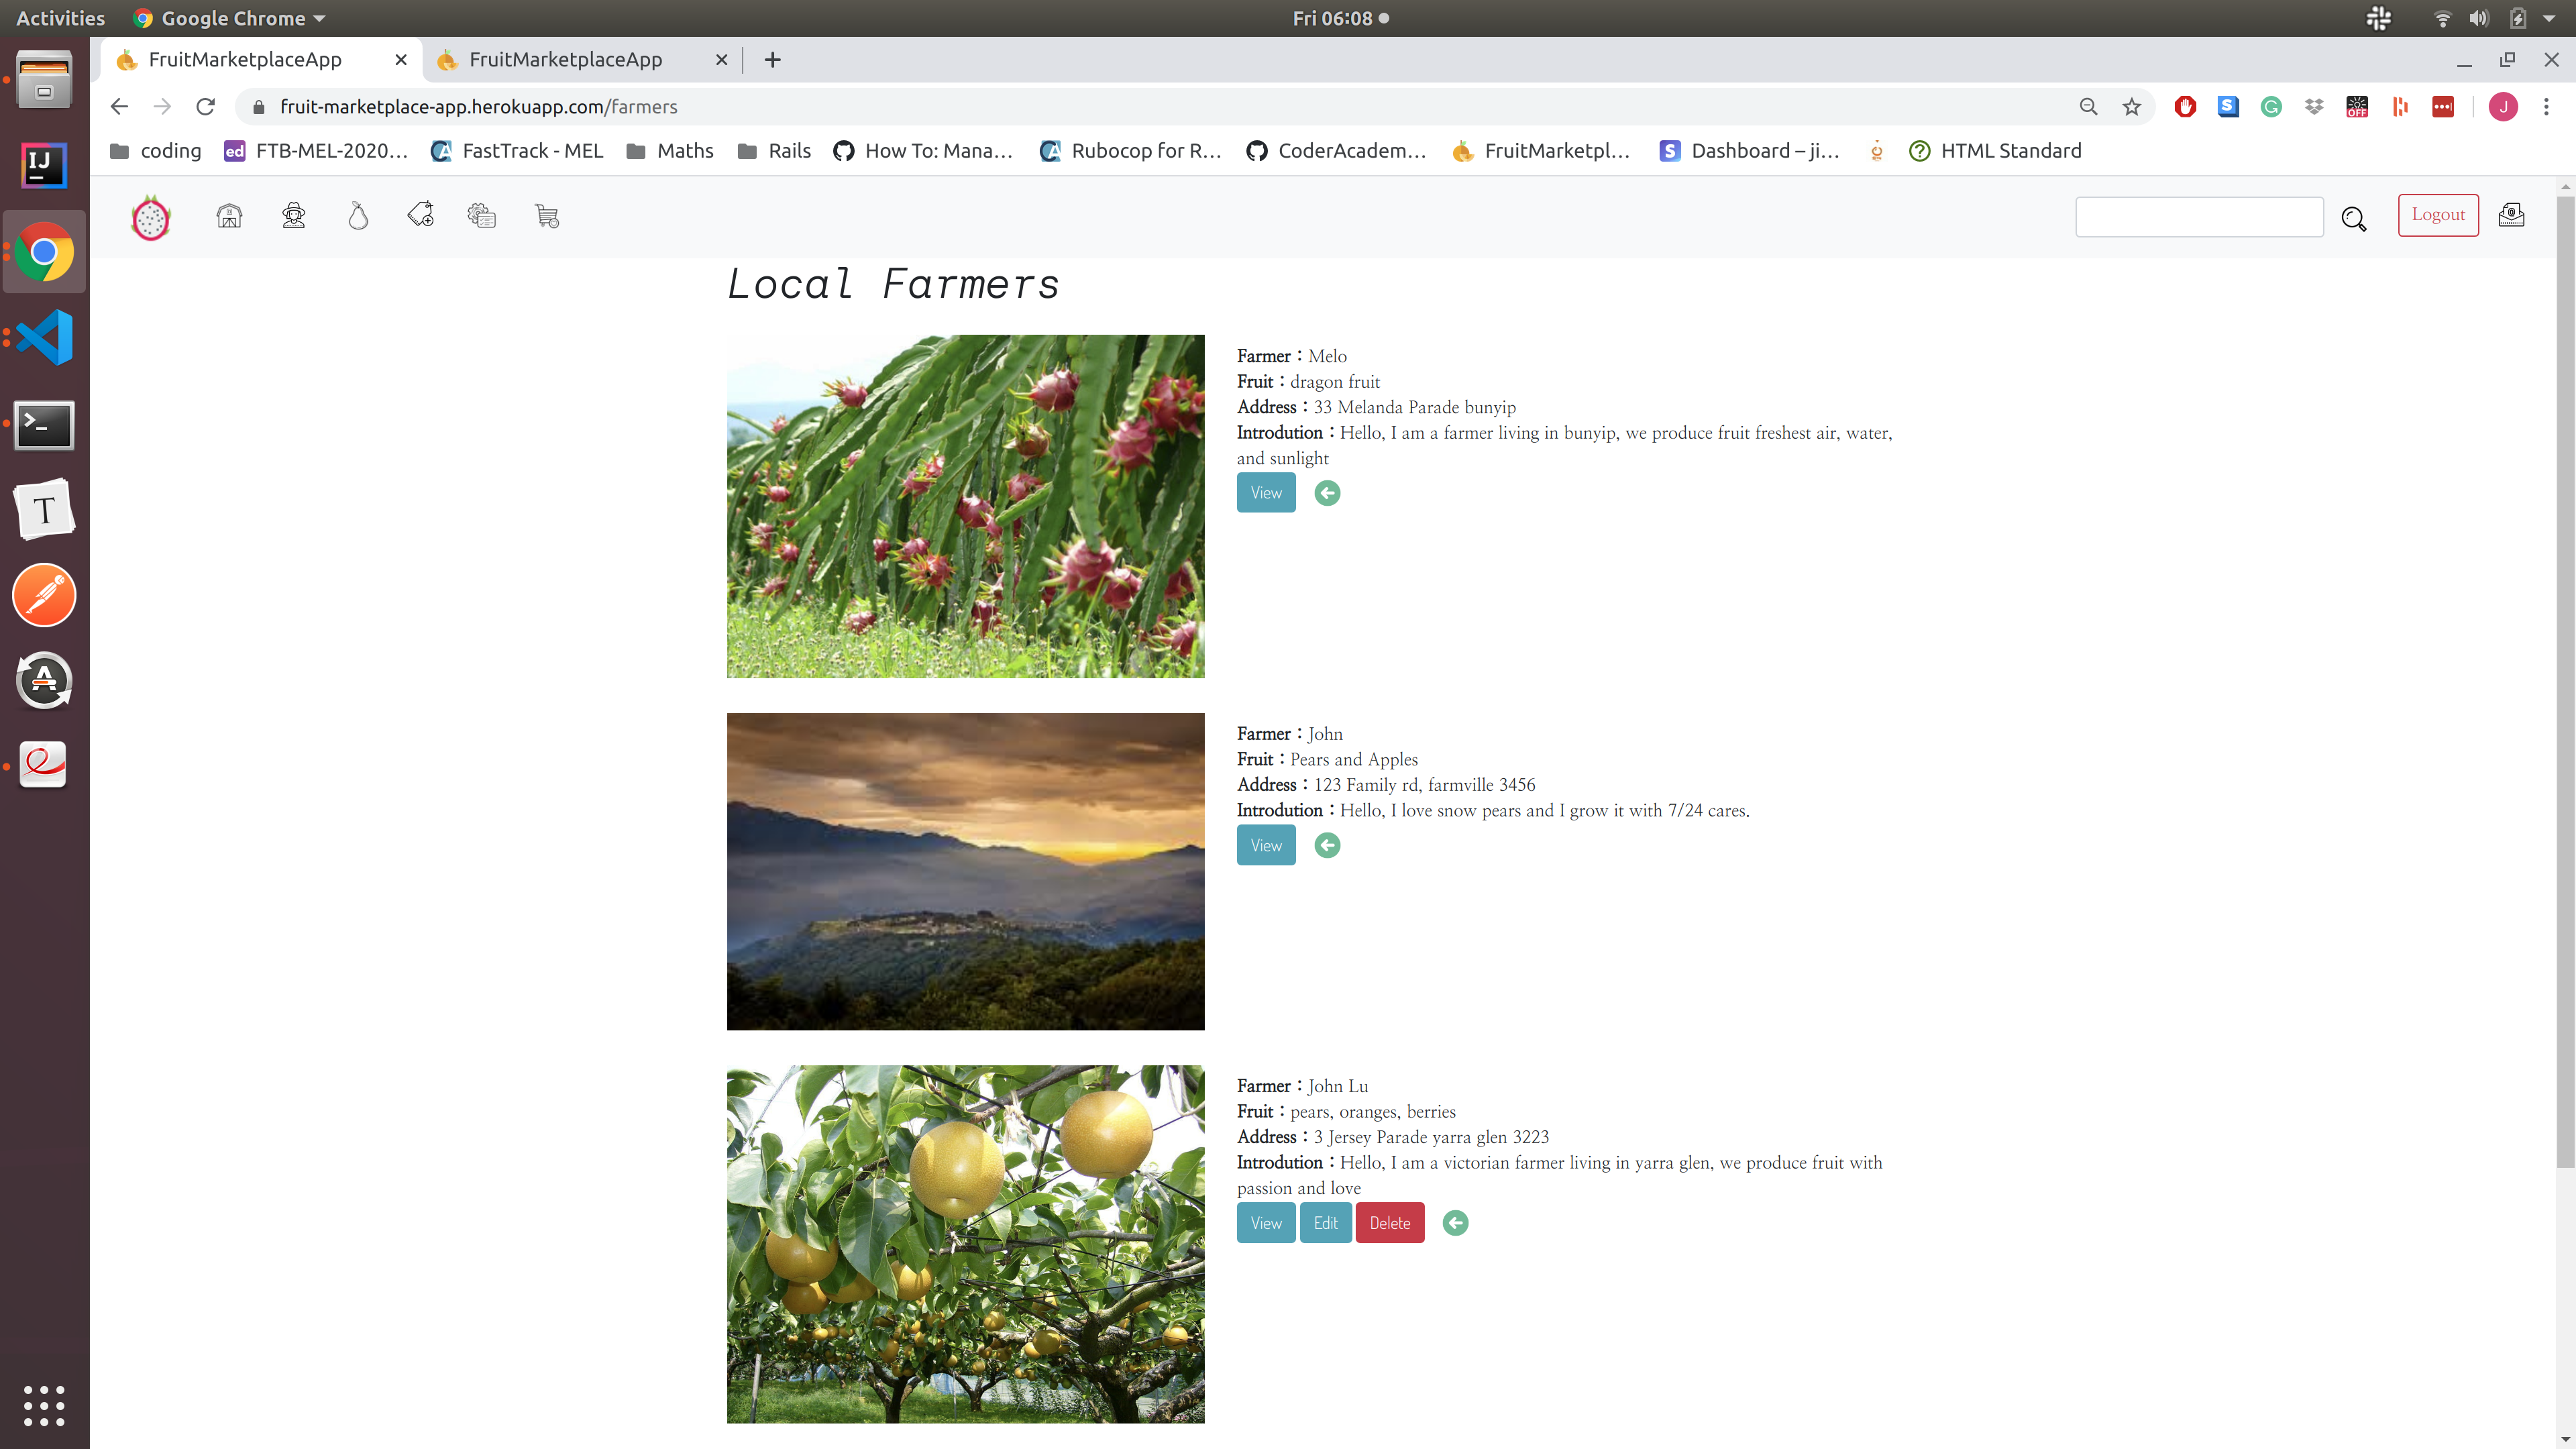 Activities Google Chrome Fri 06:08
FruitMarketplaceApp FruitMarketplaceApp
fruit-marketplace-app.herokuapp.com/farmers
S OFF J
coding ed FTB-MEL-2020... FastTrack - MEL Maths Rails How To: Mana... Rubocop for R... CoderAcadem... FruitMarketpl... S Dashboard – ji... HTML Standard
Logout
Local Farmers
Farmer : Melo
Fruit : dragon fruit
Address : 33 Melanda Parade bunyip
Introdution : Hello, I am a farmer living in bunyip, we produce fruit freshest air, water,
and sunlight
View
Farmer : John
Fruit : Pears and Apples
Address : 123 Family rd, farmville 3456
Introdution : Hello, I love snow pears and I grow it with 7/24 cares.
View
Farmer : John Lu
Fruit : pears, oranges, berries
Address : 3 Jersey Parade yarra glen 3223
Introdution : Hello, I am a victorian farmer living in yarra glen, we produce fruit with
passion and love
View Edit Delete
IJ
T
A